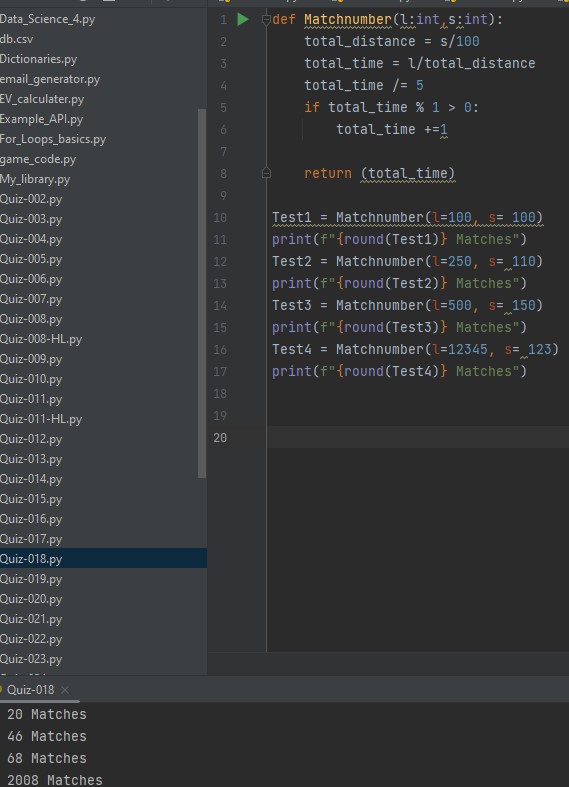 Data_Science_4.py
db.csv
Dictionaries.py
email_generator.py
EV_calculater.py
Example_API.py
For_Loops_basics.py
game_code.py
My_library.py
Quiz-002.py
Quiz-003.py
Quiz-004.py
Quiz-005.py
Quiz-006.py
Quiz-007.py
Quiz-008.py
Quiz-008-HL.py
Quiz-009.py
Quiz-010.py
Quiz-011.py
Quiz-011-HL.py
Quiz-012.py
Quiz-013.py
Quiz-014.py
Quiz-015.py
Quiz-016.py
Quiz-017.py
Quiz-018.py
Quiz-019.py
Quiz-020.py
Quiz-021.py
Quiz-022.py
Quiz-023.py
1 def Matchnumber(l:int,s:int):
2     total_distance = s/100
3     total_time = l/total_distance
4     total_time /= 5
5     if total_time % 1 > 0:
6         total_time +=1
7
8     return (total_time)
9
10 Test1 = Matchnumber(l=100, s= 100)
11 print(f"{round(Test1)} Matches")
12 Test2 = Matchnumber(l=250, s= 110)
13 print(f"{round(Test2)} Matches")
14 Test3 = Matchnumber(l=500, s= 150)
15 print(f"{round(Test3)} Matches")
16 Test4 = Matchnumber(l=12345, s= 123)
17 print(f"{round(Test4)} Matches")
18
19
20
Quiz-018 ×
20 Matches
46 Matches
68 Matches
2008 Matches